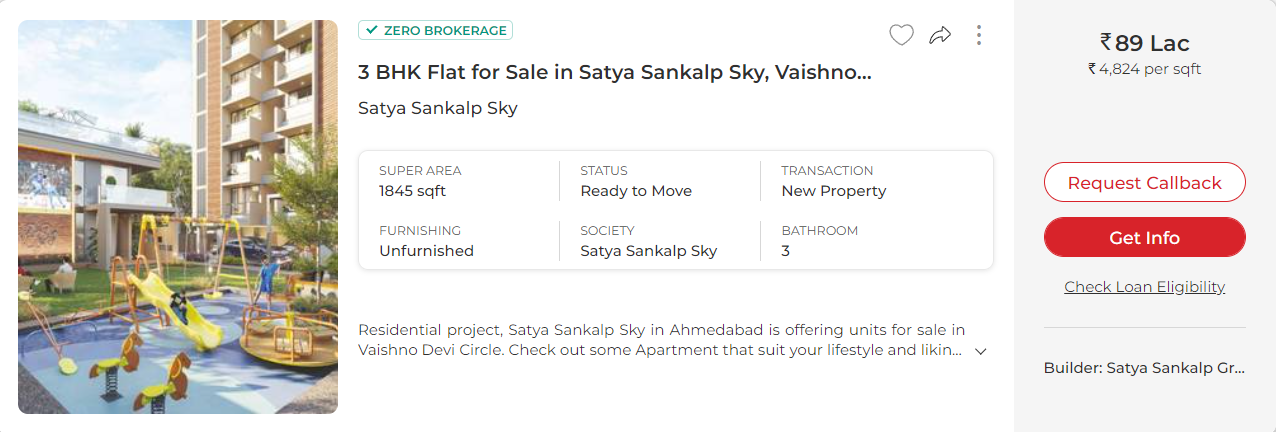 ZERO BROKERAGE
3 BHK Flat for Sale in Satya Sankalp Sky, Vaishno...
Satya Sankalp Sky
SUPER AREA
1845 sqft
STATUS
Ready to Move
TRANSACTION
New Property
FURNISHING
Unfurnished
SOCIETY
Satya Sankalp Sky
BATHROOM
3
Residential project, Satya Sankalp Sky in Ahmedabad is offering units for sale in
Vaishno Devi Circle. Check out some Apartment that suit your lifestyle and likin...
₹89 Lac
₹4,824 per sqft
Request Callback
Get Info
Check Loan Eligibility
Builder: Satya Sankalp Gr...